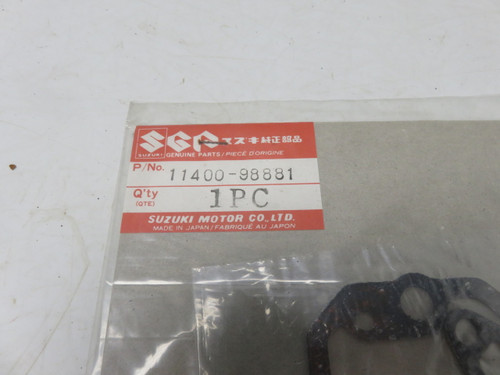 SGP スズキ純正部品
SUZUKI GENUINE PARTS / PIECÉ D'ORIGINE
P/No. 11400-98881
Q'ty (QTE) 1PC
SUZUKI MOTOR CO.,LTD.
MADE IN JAPAN / FABRIQUÉ AU JAPON